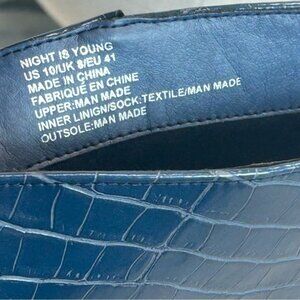 NIGHT IS YOUNG
US 10/UK 8/EU 41
MADE IN CHINA
FABRIQUÉ EN CHINE
UPPER:MAN MADE
INNER LINIGN/SOCK:TEXTILE/MAN MADE
OUTSOLE:MAN MADE